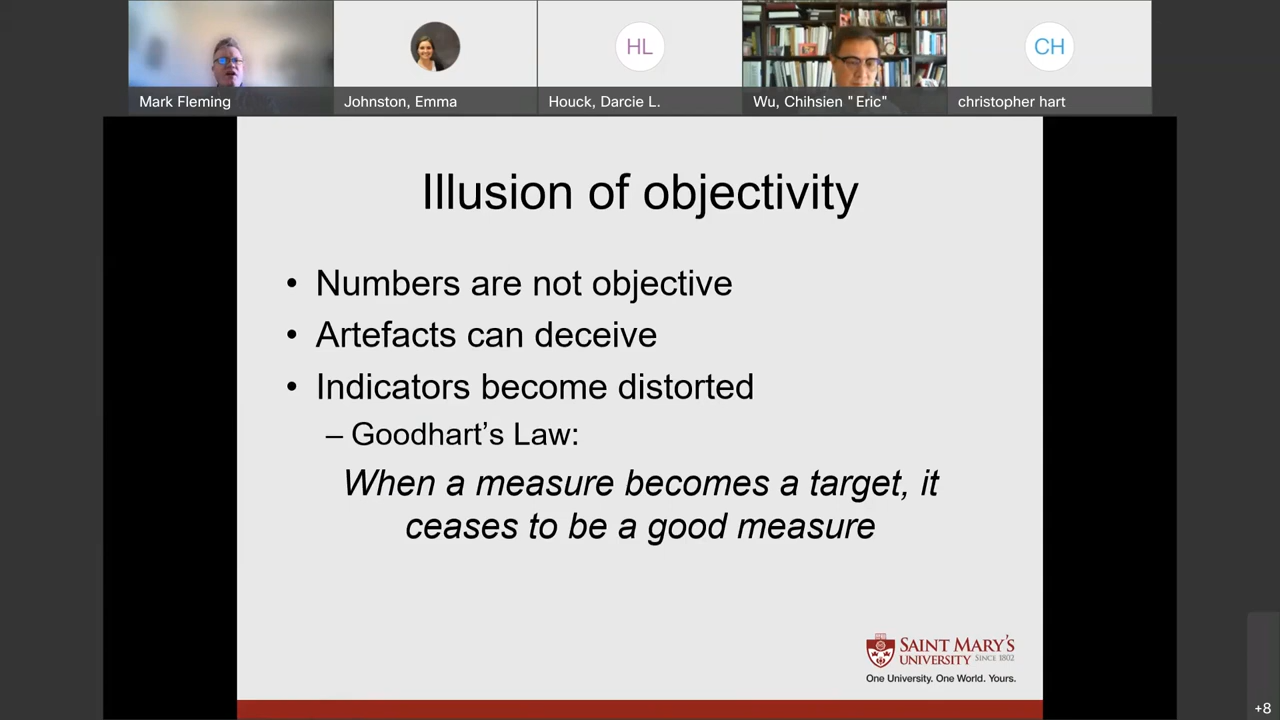 HL
CH
Mark Fleming
Johnston, Emma
Houck, Darcie L.
Wu, Chihsien "Eric"
christopher hart
Illusion of objectivity
• Numbers are not objective
• Artefacts can deceive
• Indicators become distorted
– Goodhart's Law:
When a measure becomes a target, it
ceases to be a good measure
SAINT MARY'S
UNIVERSITY SINCE 1802
One University. One World. Yours.
+8